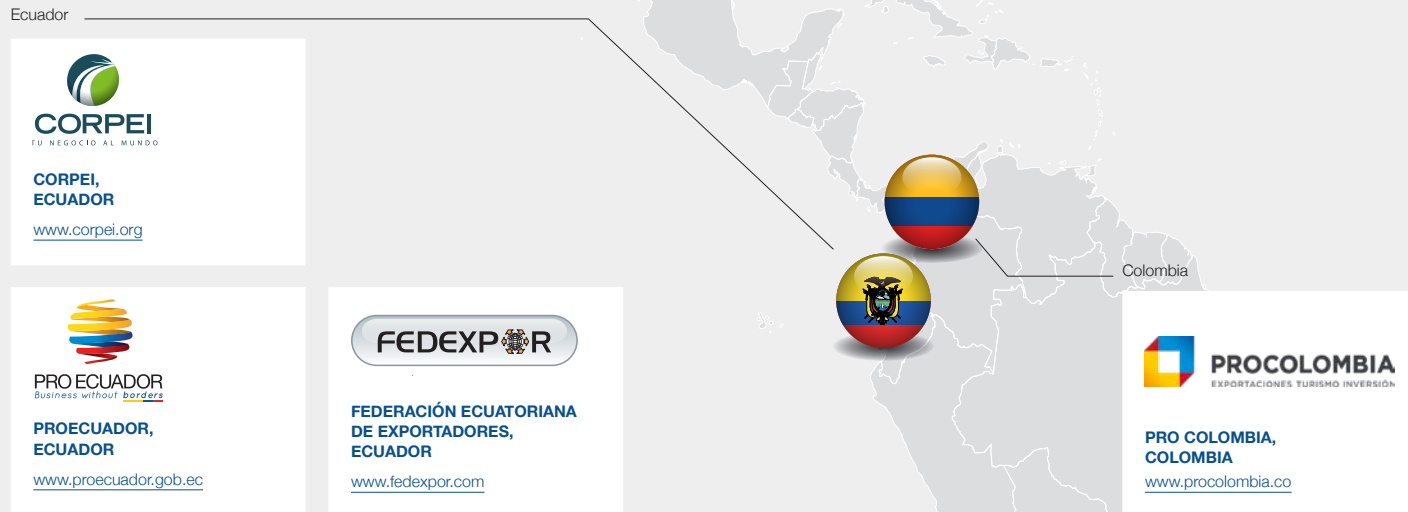 Ecuador
CORPEI
TU NEGOCIO AL MUNDO
CORPEI,
ECUADOR
www.corpei.org
PRO ECUADOR
Business without borders
PROECUADOR,
ECUADOR
www.proecuador.gob.ec
FEDEXPOR
FEDERACIÓN ECUATORIANA
DE EXPORTADORES,
ECUADOR
www.fedexpor.com
Colombia
PROCOLOMBIA
EXPORTACIONES TURISMO INVERSIÓN
PRO COLOMBIA,
COLOMBIA
www.procolombia.co